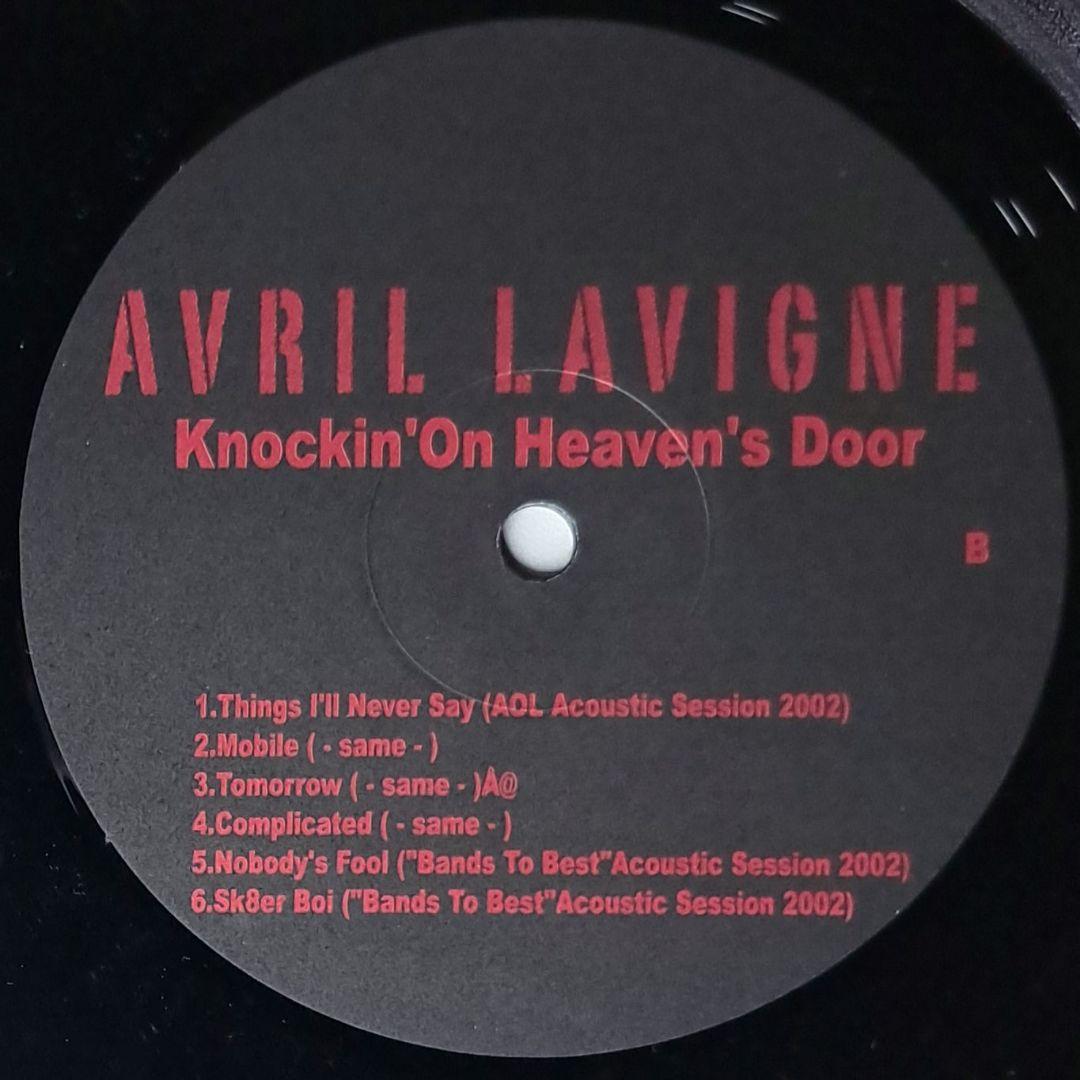 AVRIL LAVIGNE
Knockin'On Heaven's Door
B
1.Things I'll Never Say (AOL Acoustic Session 2002)
2.Mobile ( - same - )
3.Tomorrow ( - same - )Å@
4.Complicated ( - same - )
5.Nobody's Fool ("Bands To Best"Acoustic Session 2002)
6.Sk8er Boi ("Bands To Best"Acoustic Session 2002)